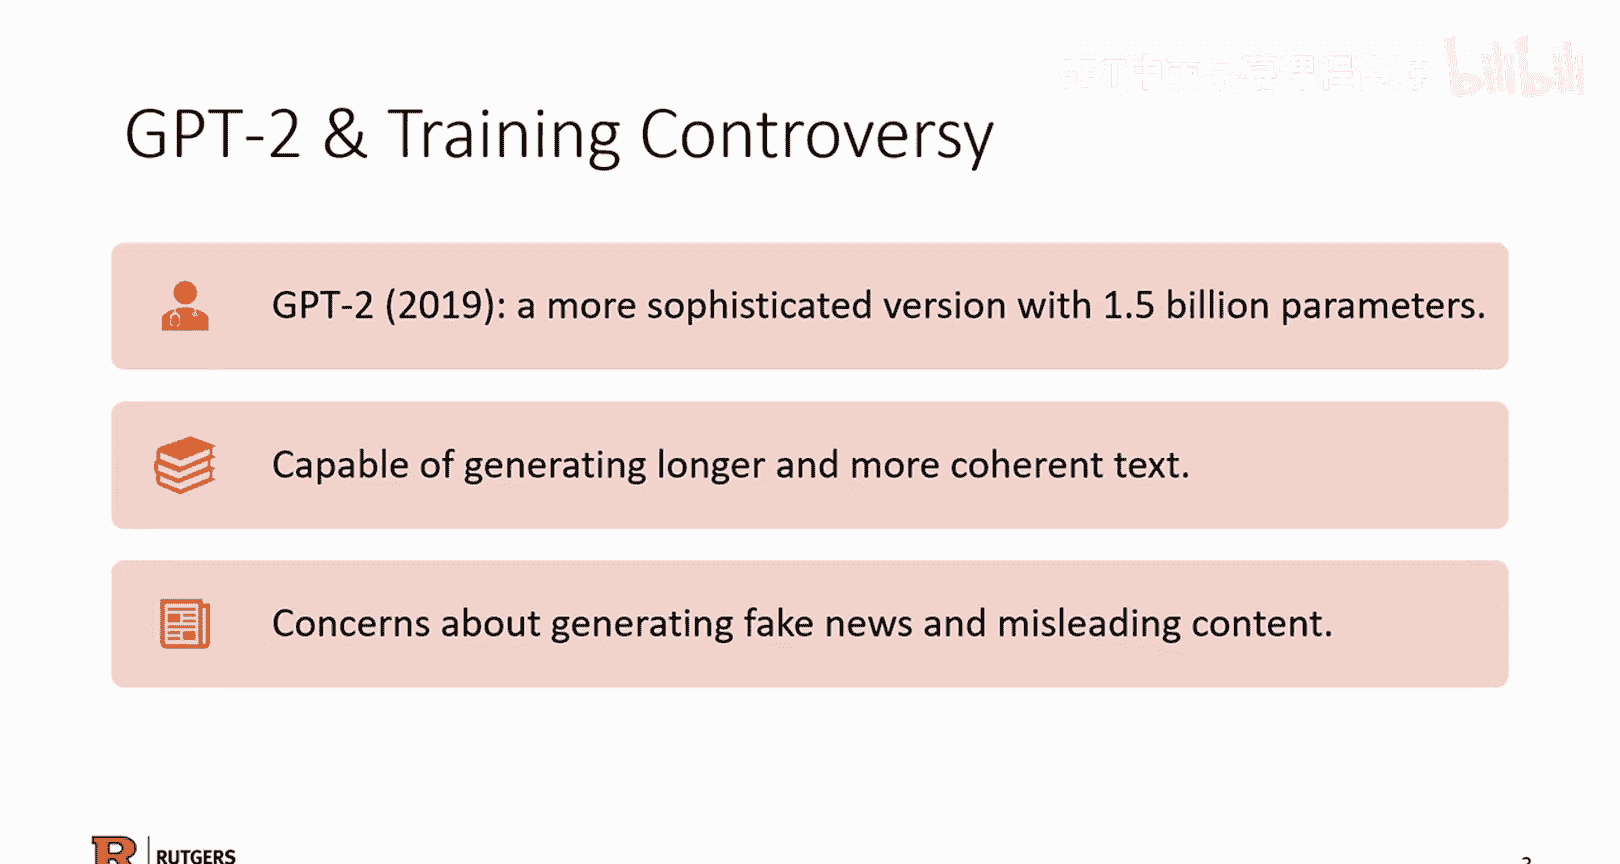 bilibili
GPT-2 & Training Controversy
GPT-2 (2019): a more sophisticated version with 1.5 billion parameters.
Capable of generating longer and more coherent text.
Concerns about generating fake news and misleading content.
RUTGERS